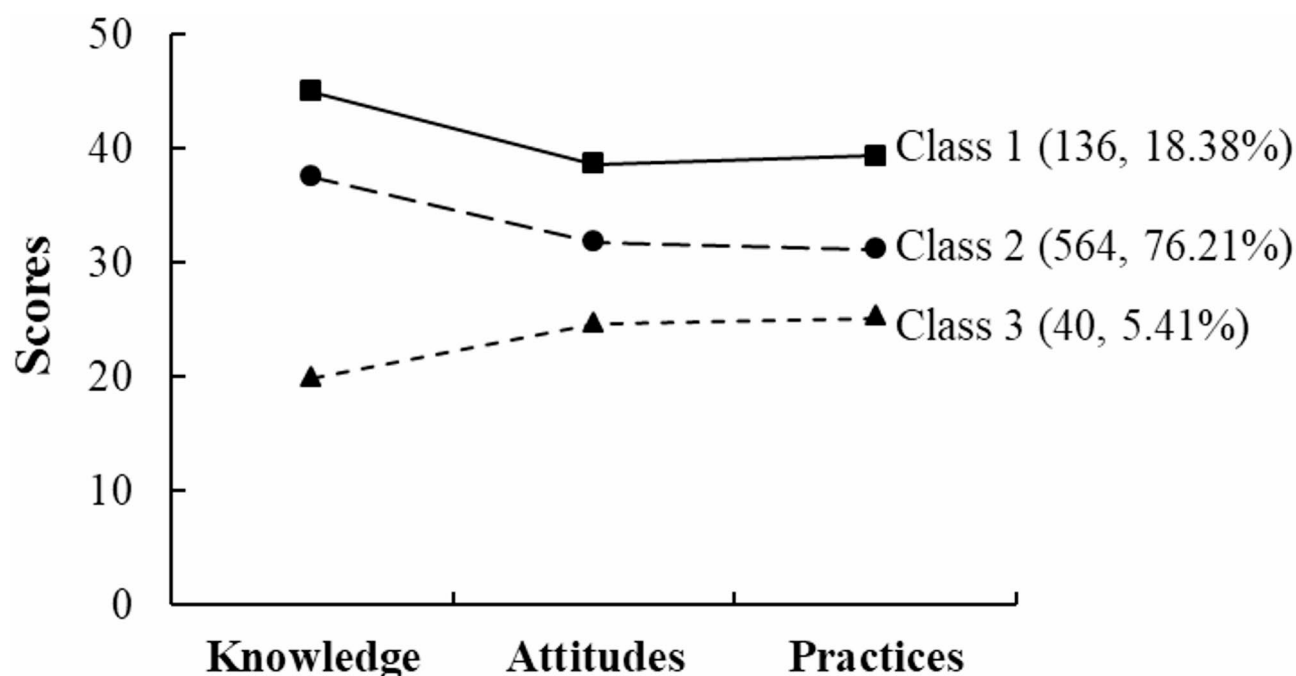 50
40
30
20
10
0
Scores
Class 1 (136, 18.38%)
Class 2 (564, 76.21%)
Class 3 (40, 5.41%)
Knowledge Attitudes Practices